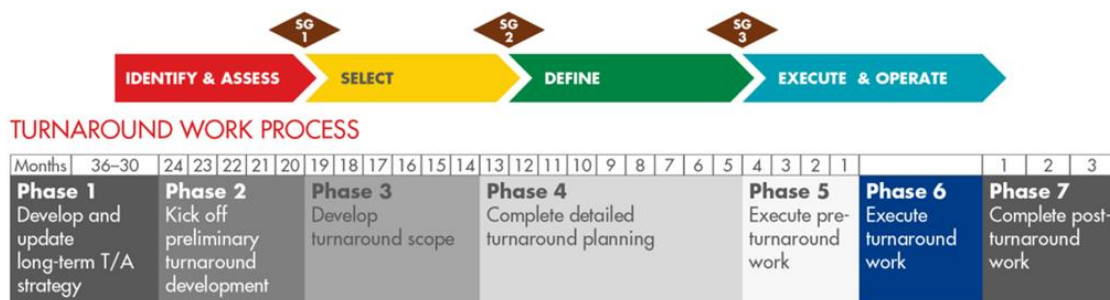 SG
1
SG
2
SG
3
IDENTIFY & ASSESS
SELECT
DEFINE
EXECUTE & OPERATE
TURNAROUND WORK PROCESS
Months 36–30 24 23 22 21 20 19 18 17 16 15 14 13 12 11 10 9 8 7 6 5 4 3 2 1 1 2 3
Phase 1
Develop and
update
long-term T/A
strategy
Phase 2
Kick off
preliminary
turnaround
development
Phase 3
Develop
turnaround scope
Phase 4
Complete detailed
turnaround planning
Phase 5
Execute pre-
turnaround
work
Phase 6
Execute
turnaround
work
Phase 7
Complete post-
turnaround
work